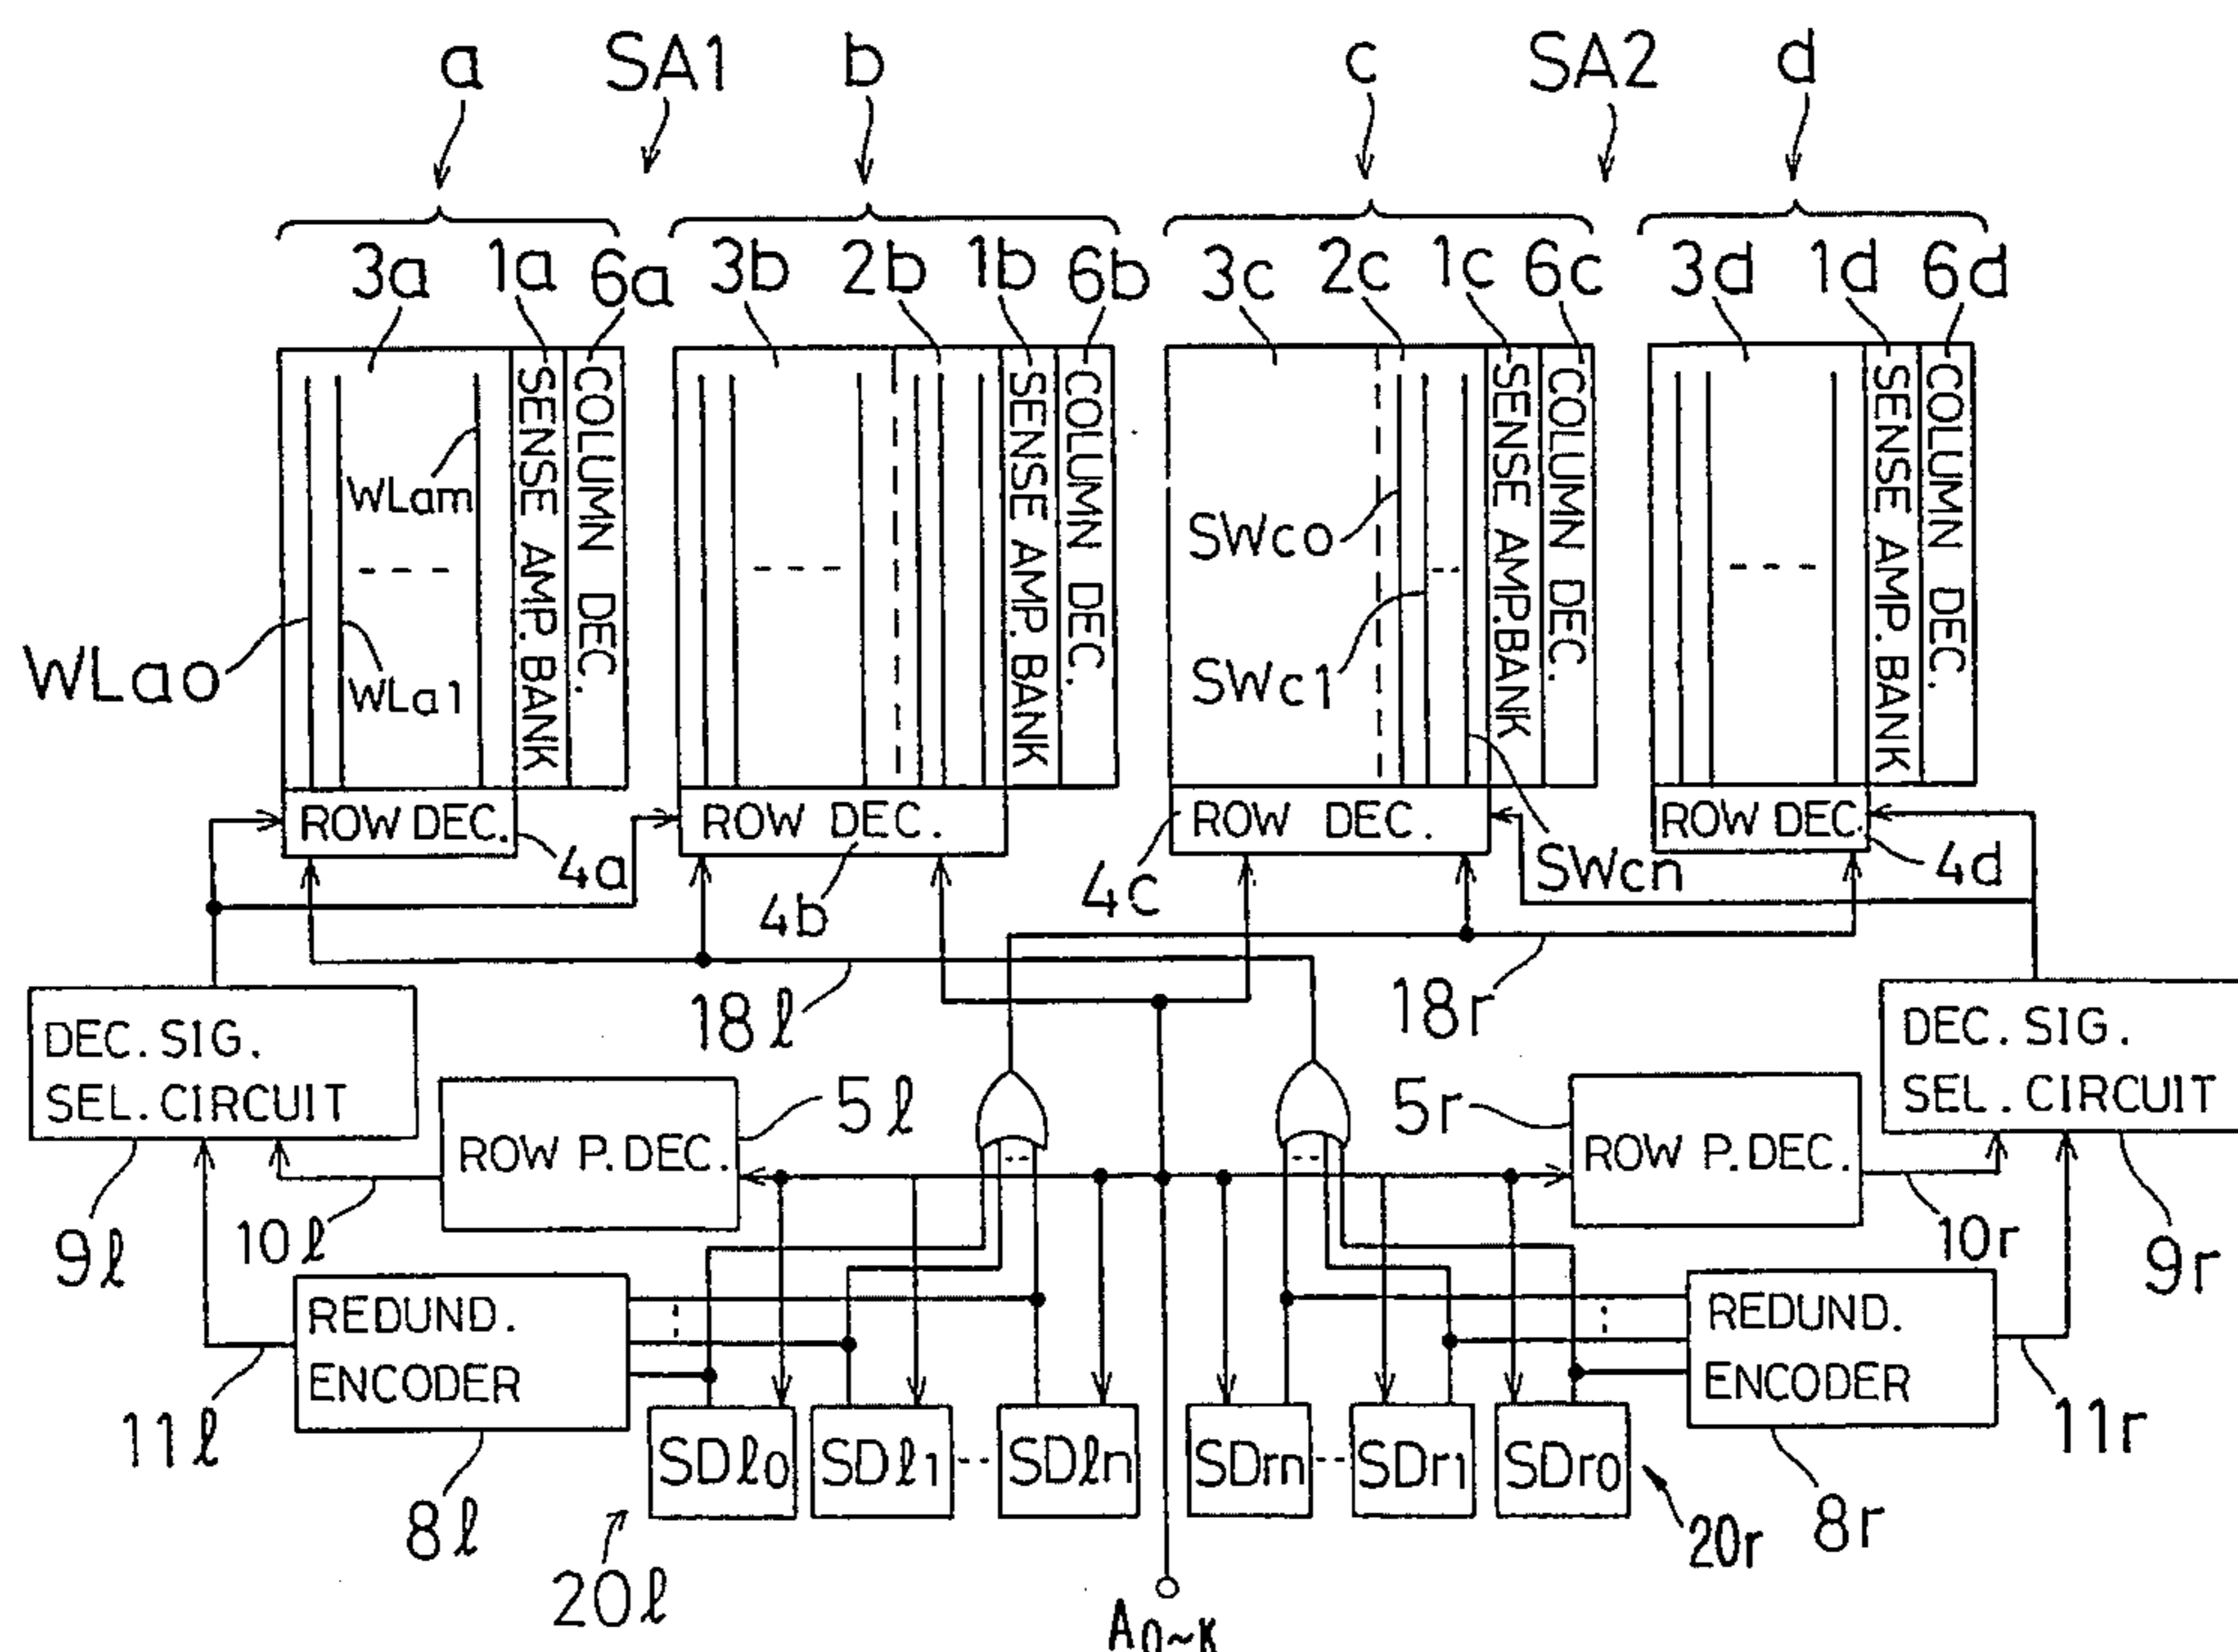 a SA1 b c SA2 d
3a 1a 6a 3b 2b 1b 6b 3c 2c 1c 6c 3d 1d 6d
SENSE AMP. BANK
COLUMN DEC.
SENSE AMP. BANK
COLUMN DEC.
SENSE AMP. BANK
COLUMN DEC.
SENSE AMP. BANK
COLUMN DEC.
WLam
SWco
WLao
WLa1
SWc1
ROW DEC.
ROW DEC.
ROW DEC.
ROW DEC.
4a
4b
4c
SWcn
4d
18ℓ
18r
DEC. SIG.
SEL. CIRCUIT
DEC. SIG.
SEL. CIRCUIT
5ℓ
5r
ROW P. DEC.
ROW P. DEC.
9ℓ
10ℓ
10r
9r
REDUND.
ENCODER
REDUND.
ENCODER
11ℓ
11r
SDℓ0 SDℓ1 -- SDℓn
SDrn -- SDr1 SDr0
8ℓ
20ℓ
20r
8r
A0~K